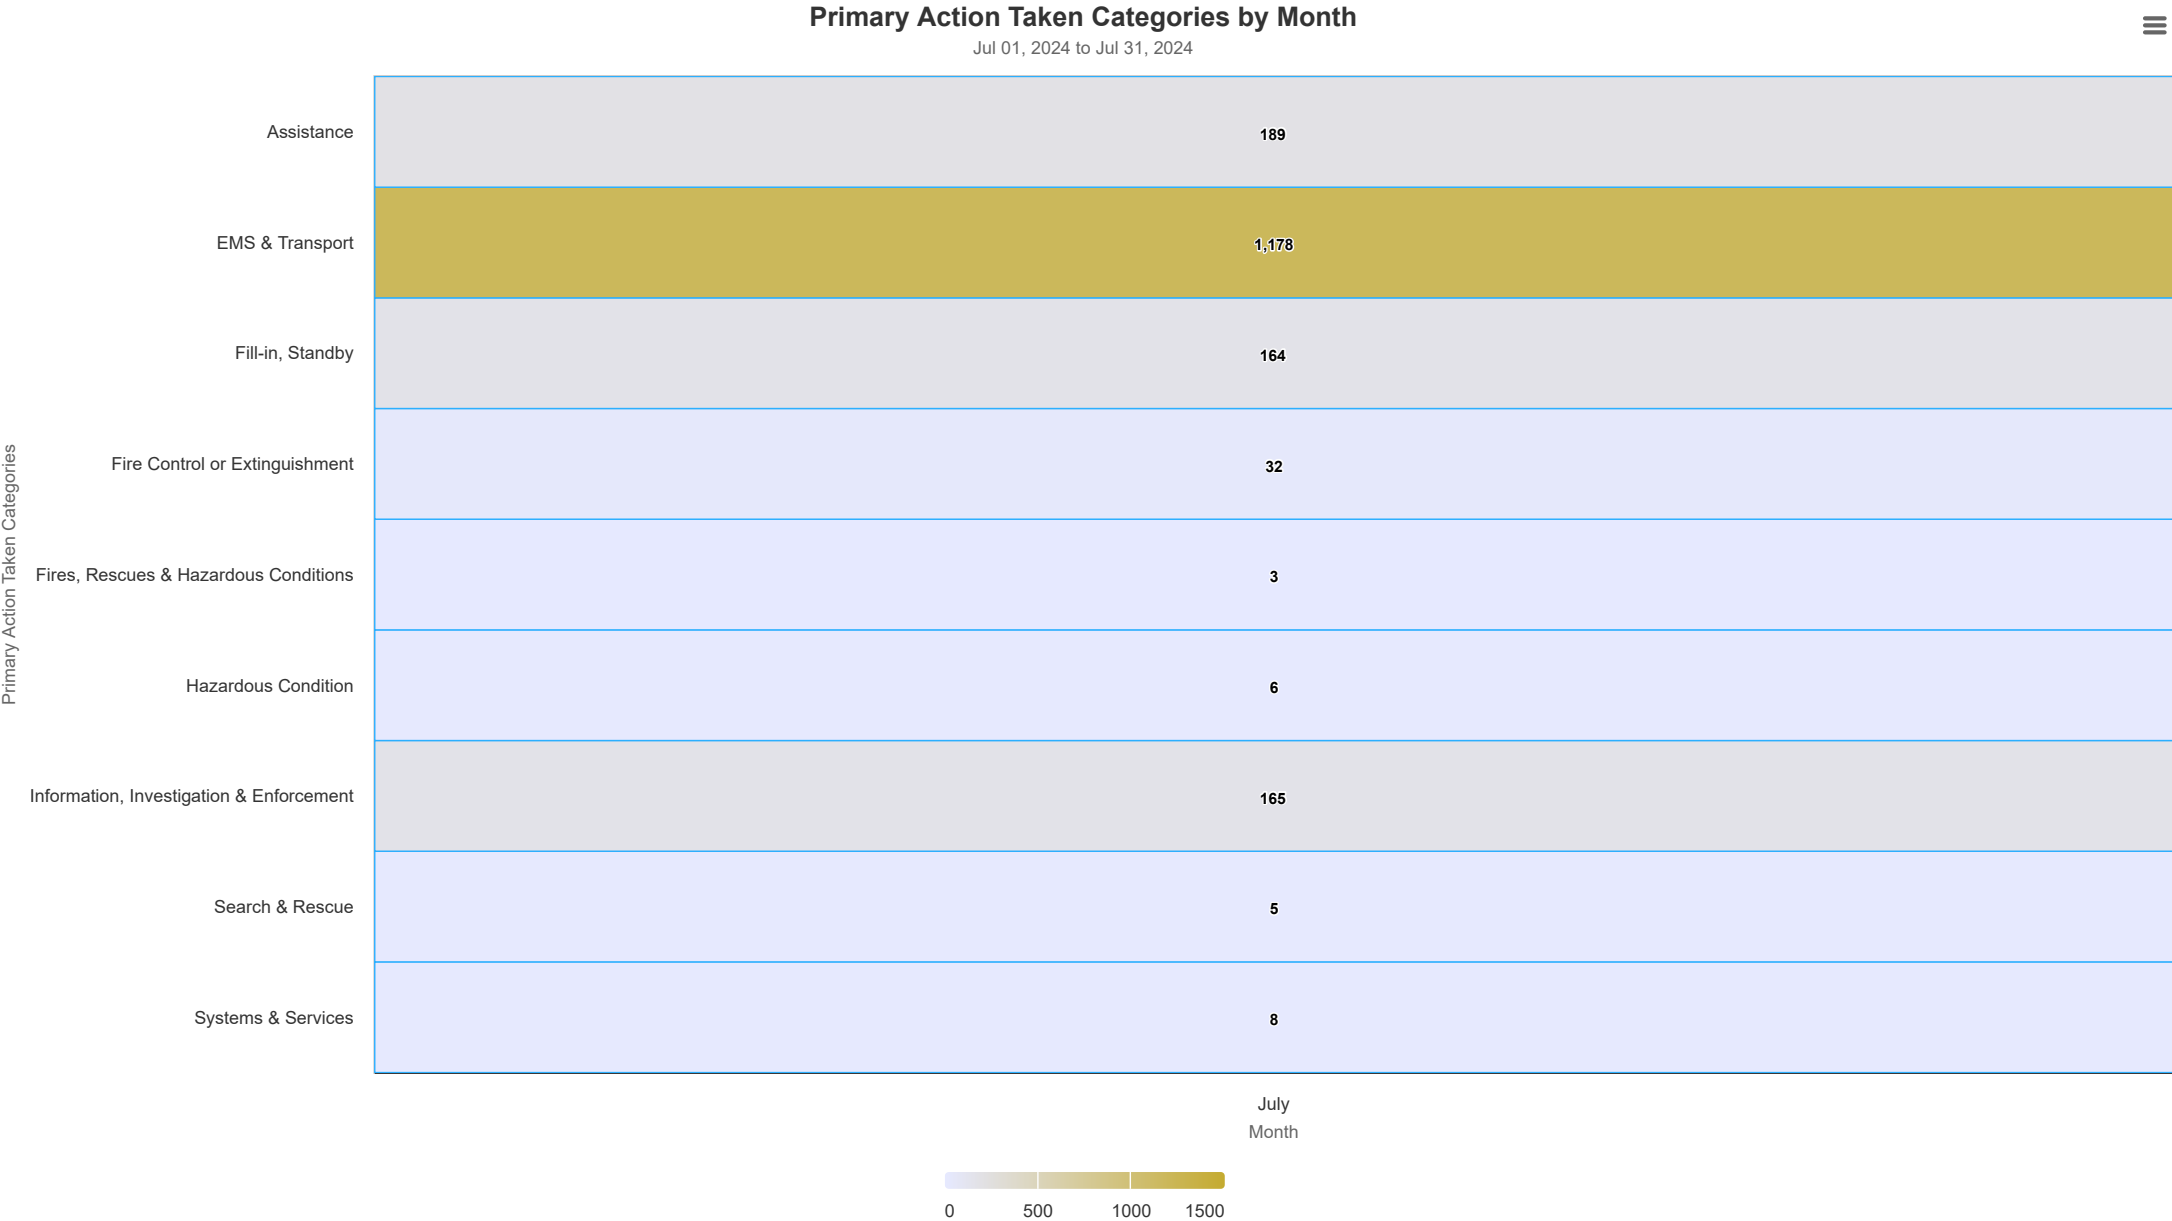 Primary Action Taken Categories by Month
Jul 01, 2024 to Jul 31, 2024
Primary Action Taken Categories
Assistance 189
EMS & Transport 1,178
Fill-in, Standby 164
Fire Control or Extinguishment 32
Fires, Rescues & Hazardous Conditions 3
Hazardous Condition 6
Information, Investigation & Enforcement 165
Search & Rescue 5
Systems & Services 8
July
Month
0 500 1000 1500